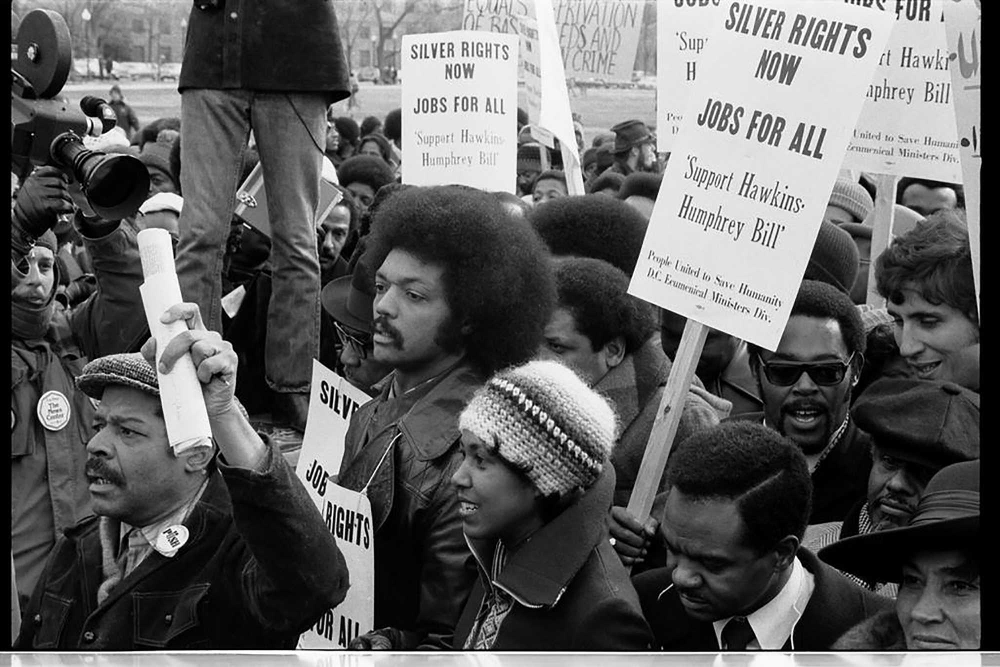 EQUALS
OF BAS
PRIVATION
EDS AND
CRIME
SILVER RIGHTS
NOW
JOBS FOR ALL
'Support Hawkins-
Humphrey Bill'
JOBS
'Sup
H
Peo
D
SILVER RIGHTS
NOW
JOBS FOR ALL
'Support Hawkins-
Humphrey Bill'
People United to Save Humanity
D.C. Ecumenical Ministers Div.
FOR
rt Hawki
mphrey Bill
United to Save Humani
Ecumenical Ministers Div.
U
The
News
Center
PUSH
SILVE
JOB
RIGHTS
FOR ALL